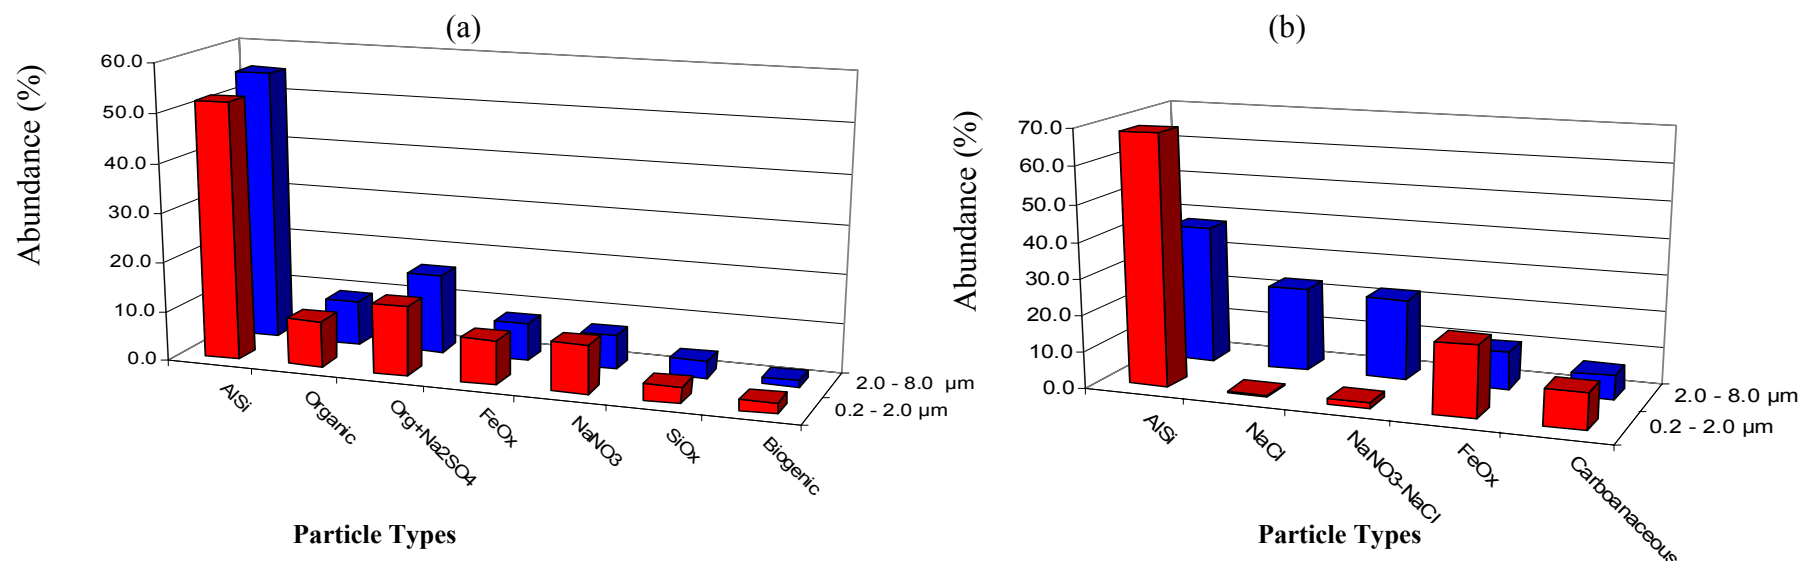 (a)
Abundance (%)
60.0
50.0
40.0
30.0
20.0
10.0
0.0
AlSi
Organic
Org+Na2SO4
FeOx
NaNO3
SiOx
Biogenic
2.0 - 8.0 µm
0.2 - 2.0 µm
Particle Types
(b)
Abundance (%)
70.0
60.0
50.0
40.0
30.0
20.0
10.0
0.0
AlSi
NaCl
NaNO3-NaCl
FeOx
Carboanaceous
2.0 - 8.0 µm
0.2 - 2.0 µm
Particle Types